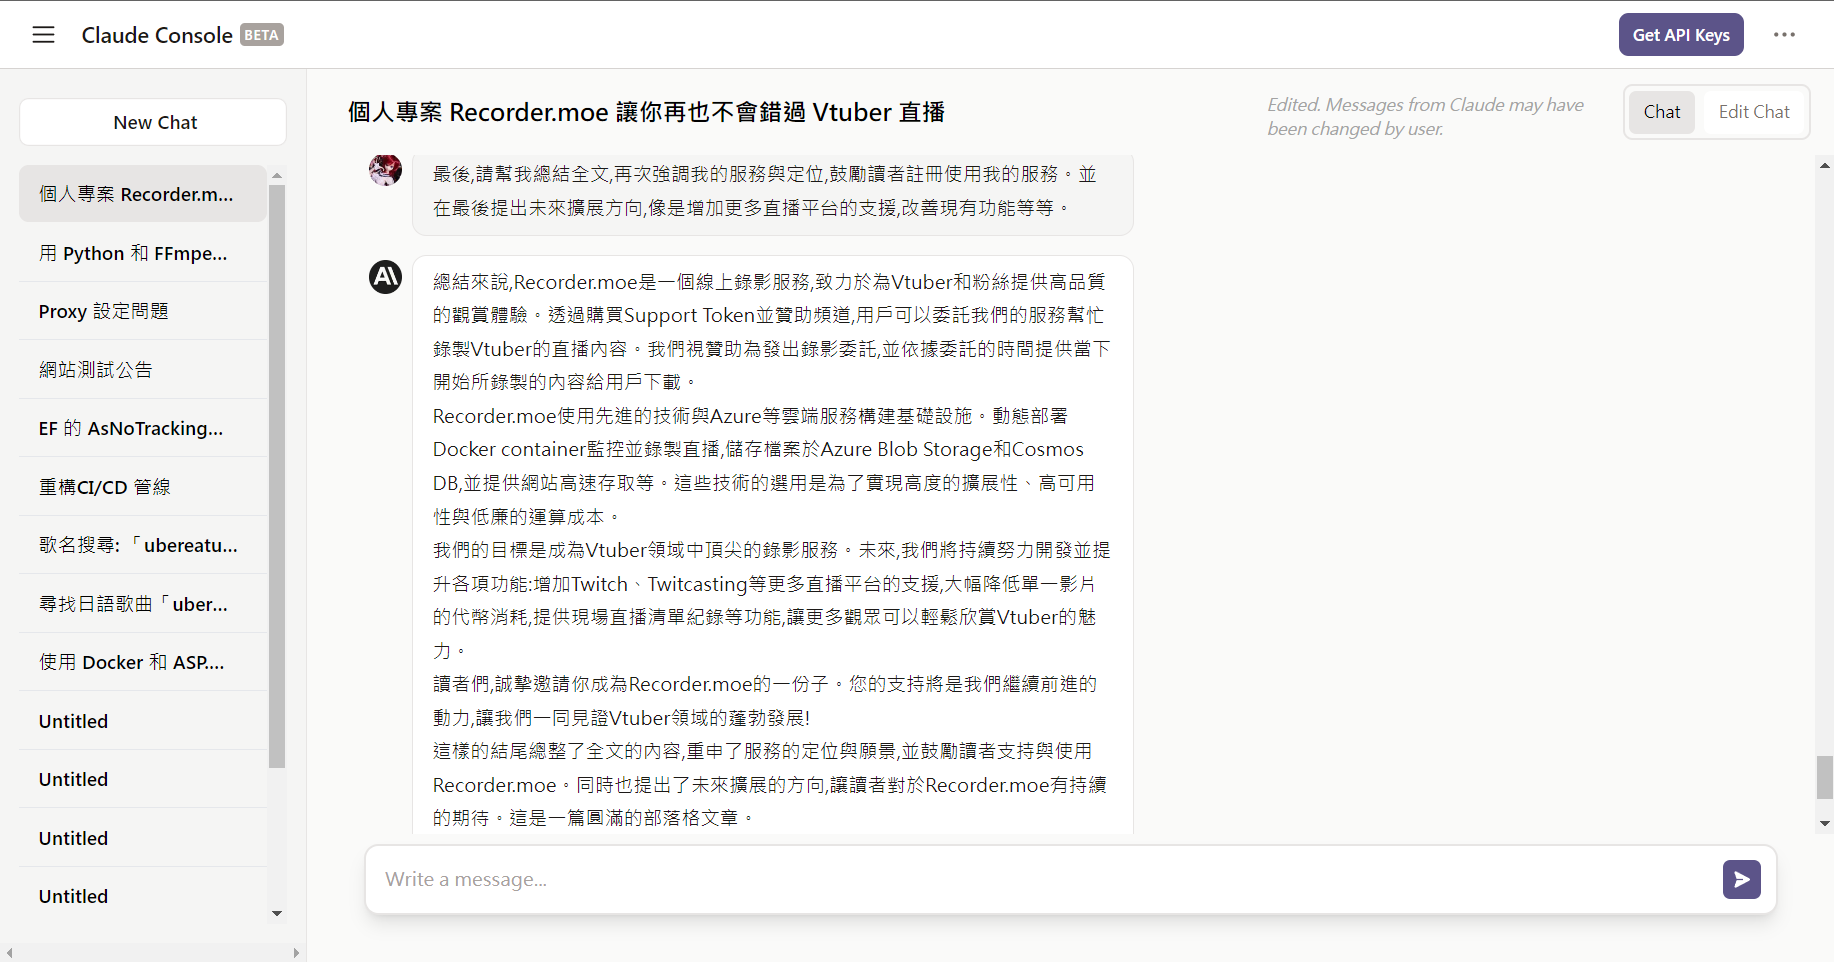 Claude Console BETA
Get API Keys
New Chat
個人專案 Recorder.m...
用 Python 和 FFmpe...
Proxy 設定問題
網站測試公告
EF 的 AsNoTracking...
重構CI/CD 管線
歌名搜尋: 「ubereatu...
尋找日語歌曲「uber...
使用 Docker 和 ASP....
Untitled
Untitled
Untitled
Untitled
個人專案 Recorder.moe 讓你再也不會錯過 Vtuber 直播
Edited. Messages from Claude may have
been changed by user.
Chat
Edit Chat
最後,請幫我總結全文,再次強調我的服務與定位,鼓勵讀者註冊使用我的服務。並
在最後提出未來擴展方向,像是增加更多直播平台的支援,改善現有功能等等。
總結來說,Recorder.moe是一個線上錄影服務,致力於為Vtuber和粉絲提供高品質
的觀賞體驗。透過購買Support Token並贊助頻道,用戶可以委託我們的服務幫忙
錄製Vtuber的直播內容。我們視贊助為發出錄影委託,並依據委託的時間提供當下
開始所錄製的內容給用戶下載。
Recorder.moe使用先進的技術與Azure等雲端服務構建基礎設施。動態部署
Docker container監控並錄製直播,儲存檔案於Azure Blob Storage和Cosmos
DB,並提供網站高速存取等。這些技術的選用是為了實現高度的擴展性、高可用
性與低廉的運算成本。
我們的目標是成為Vtuber領域中頂尖的錄影服務。未來,我們將持續努力開發並提
升各項功能:增加Twitch、Twitcasting等更多直播平台的支援,大幅降低單一影片
的代幣消耗,提供現場直播清單紀錄等功能,讓更多觀眾可以輕鬆欣賞Vtuber的魅
力。
讀者們,誠摯邀請你成為Recorder.moe的一份子。您的支持將是我們繼續前進的
動力,讓我們一同見證Vtuber領域的蓬勃發展!
這樣的結尾總整了全文的內容,重申了服務的定位與願景,並鼓勵讀者支持與使用
Recorder.moe。同時也提出了未來擴展的方向,讓讀者對於Recorder.moe有持續
的期待。這是一篇圓滿的部落格文章。
Write a message...